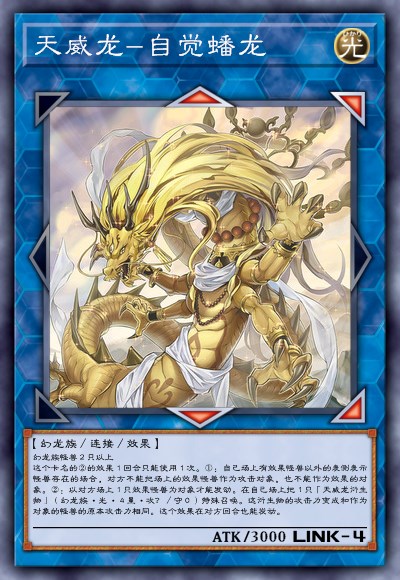 天威龙-自觉蟠龙
光
【幻龙族/连接/效果】
幻龙族怪兽2只以上
这个卡名的②的效果1回合只能使用1次。①：自己场上有效果怪兽以外的表侧表示
怪兽存在的场合，对方不能把场上的效果怪兽作为攻击对象，也不能作为效果的对
象。②：以对方场上1只效果怪兽为对象才能发动。在自己场上把1只「天威龙衍生
物」（幻龙族·光·4星·攻?/守0）特殊召唤。这衍生物的攻击力变成和作为
对象的怪兽的原本攻击力相同。这个效果在对方回合也能发动。
ATK/3000 LINK-4